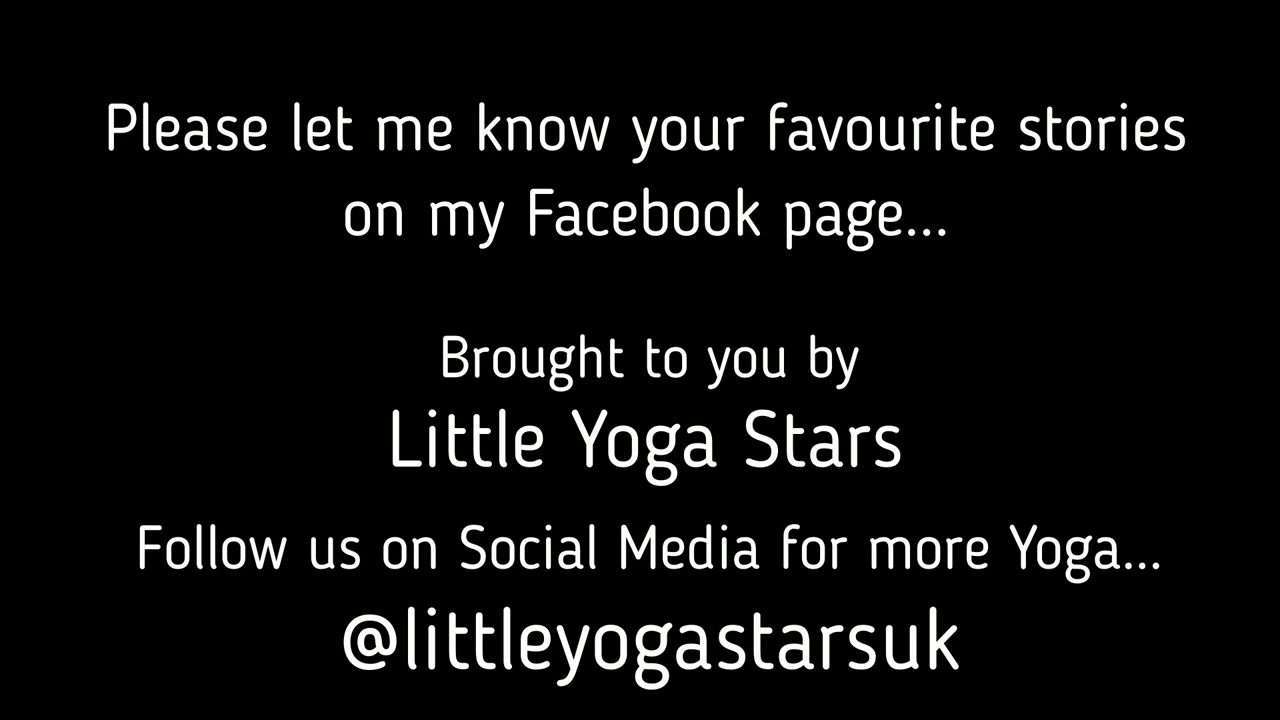 Please let me know your favourite stories
on my Facebook page...
Brought to you by
Little Yoga Stars
Follow us on Social Media for more Yoga...
@littleyogastarsuk